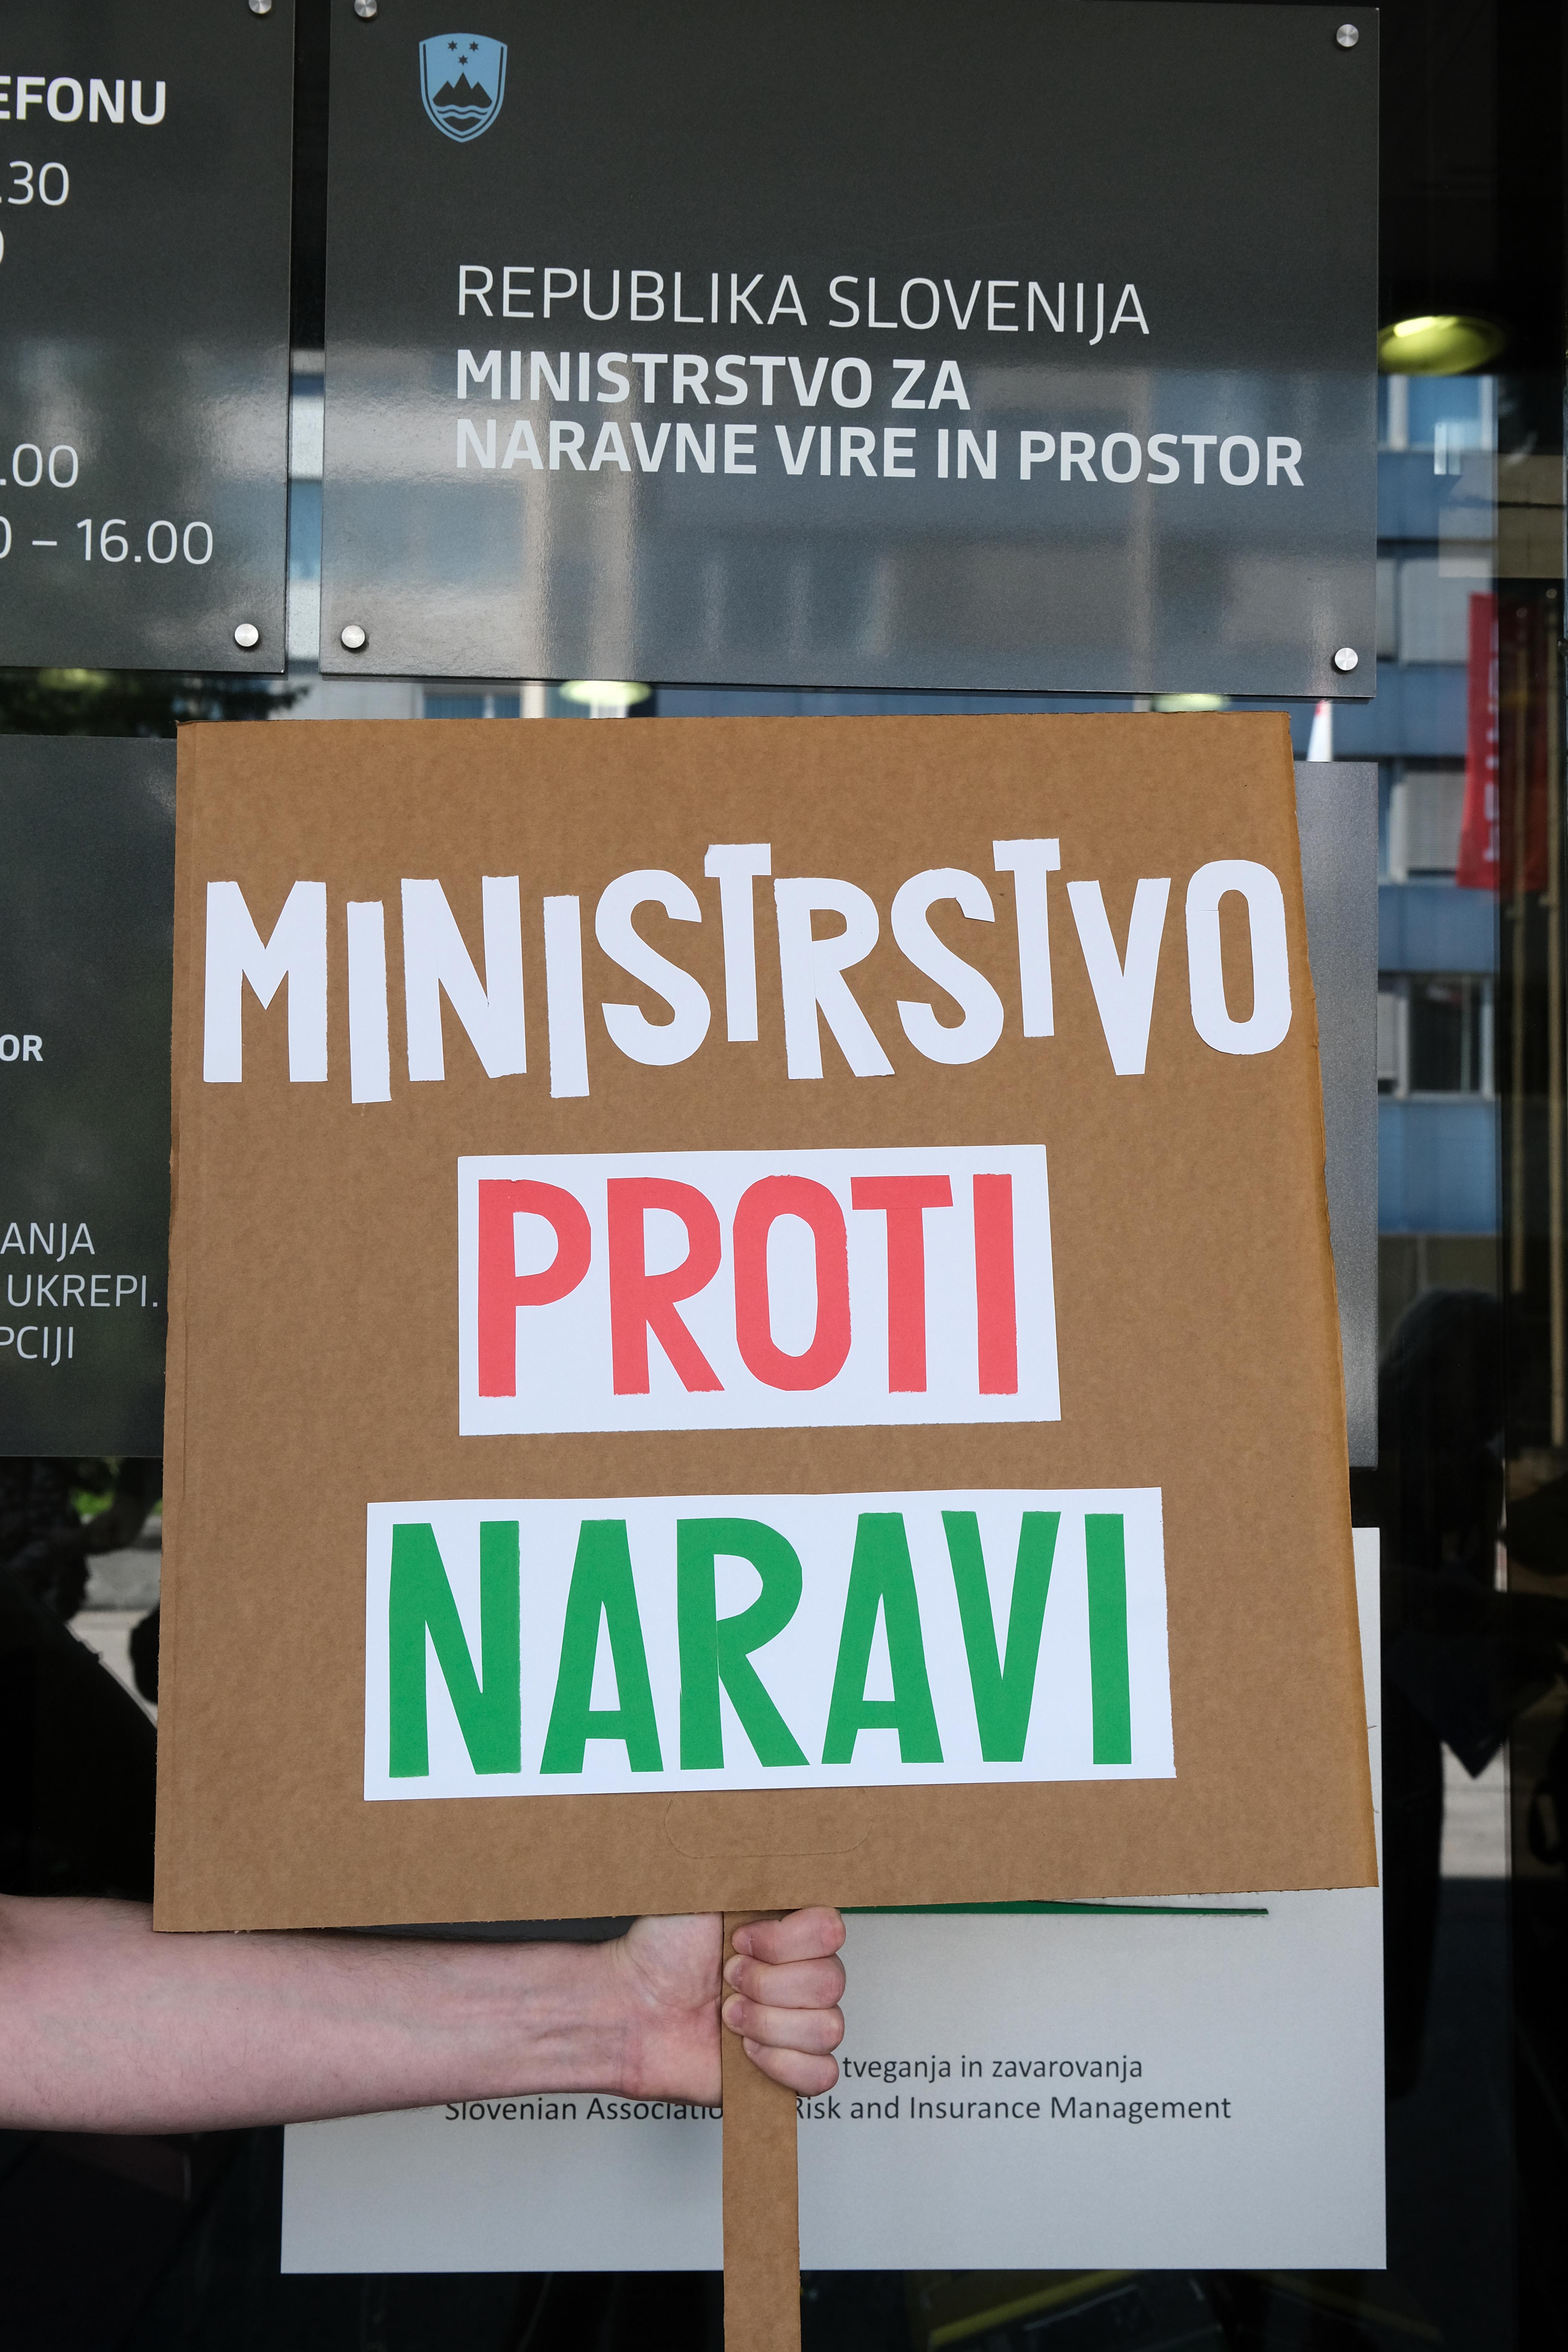 REPUBLIKA SLOVENIJA
MINISTRSTVO ZA
NARAVNE VIRE IN PROSTOR
EFONU
.30
.00
0 – 16.00
OR
ANJA
UKREPI.
PCIJI
MINISTRSTVO
PROTI
NARAVI
tveganja in zavarovanja
Slovenian Associatio Risk and Insurance Management